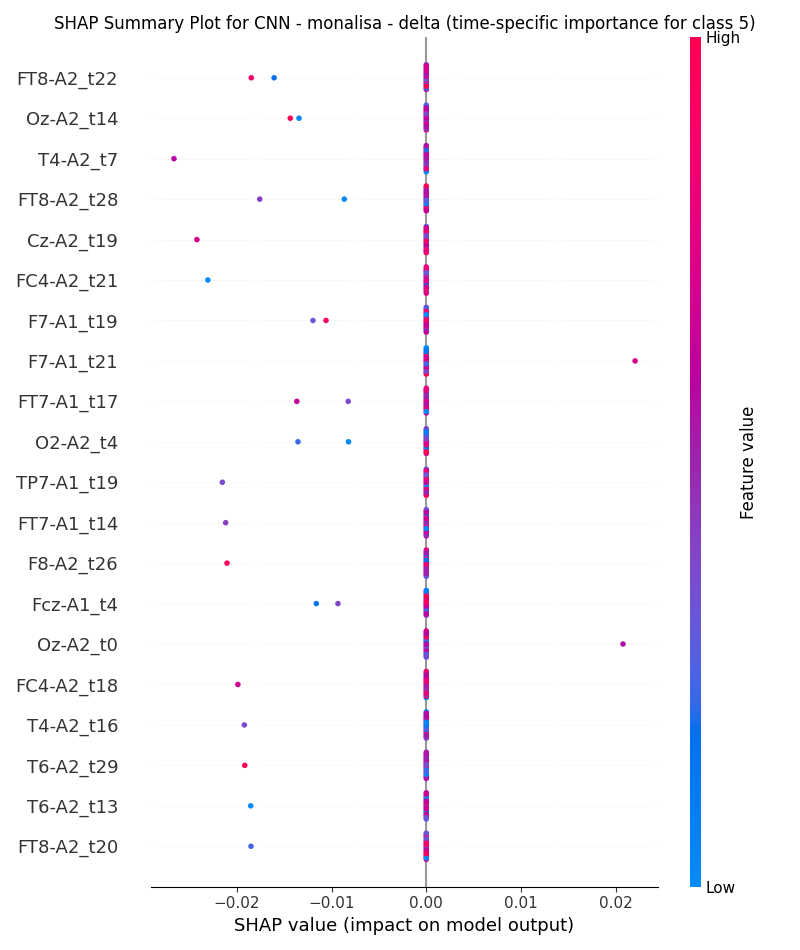 SHAP Summary Plot for CNN - monalisa - delta (time-specific importance for class 5)
High
FT8-A2_t22
Oz-A2_t14
T4-A2_t7
FT8-A2_t28
Cz-A2_t19
FC4-A2_t21
F7-A1_t19
F7-A1_t21
FT7-A1_t17
O2-A2_t4
TP7-A1_t19
FT7-A1_t14
F8-A2_t26
Fcz-A1_t4
Oz-A2_t0
FC4-A2_t18
T4-A2_t16
T6-A2_t29
T6-A2_t13
FT8-A2_t20
Feature value
Low
−0.02 −0.01 0.00 0.01 0.02
SHAP value (impact on model output)